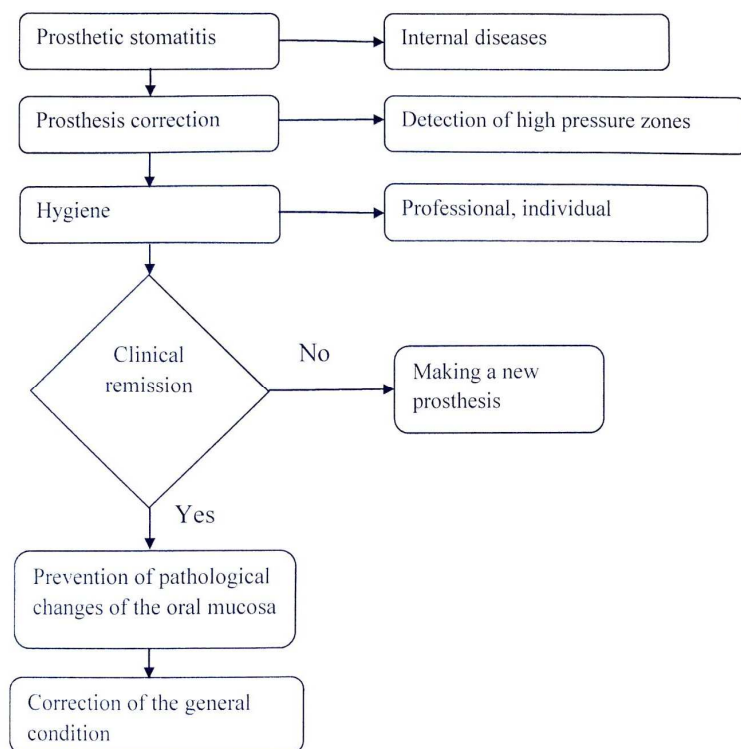 Prosthetic stomatitis
Internal diseases
Prosthesis correction
Detection of high pressure zones
Hygiene
Professional, individual
Clinical
remission
No
Making a new
prosthesis
Yes
Prevention of pathological
changes of the oral mucosa
Correction of the general
condition